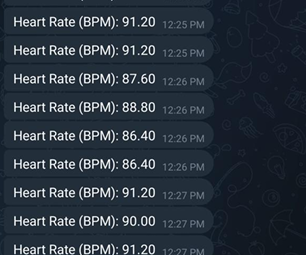 Heart Rate (BPM): 91.20 12:25 PM
Heart Rate (BPM): 91.20 12:25 PM
Heart Rate (BPM): 87.60 12:26 PM
Heart Rate (BPM): 88.80 12:26 PM
Heart Rate (BPM): 86.40 12:26 PM
Heart Rate (BPM): 86.40 12:26 PM
Heart Rate (BPM): 91.20 12:27 PM
Heart Rate (BPM): 90.00 12:27 PM
Heart Rate (BPM): 91.20 12:27 PM